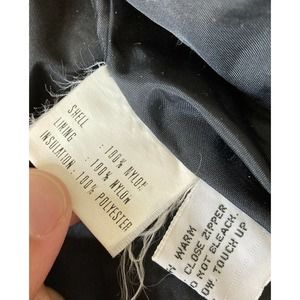 SHELL : 100% NYLON
LINING : 100% NYLON
INSULATION : 100% POLYESTER
WARM
CLOSE ZIPPER
DO NOT BLEACH.
TOUCH UP